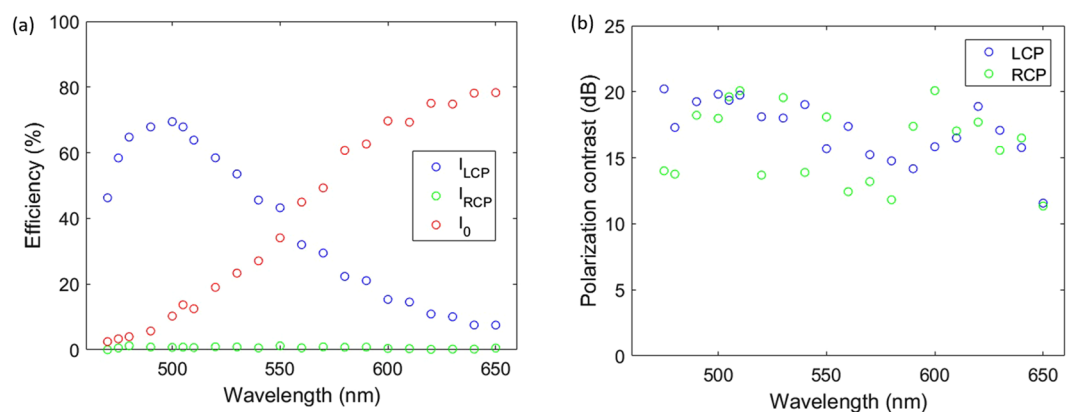 (a)
100
80
60
40
20
0
Efficiency (%)
I_LCP
I_RCP
I_0
500
550
600
650
Wavelength (nm)
(b)
25
20
15
10
5
0
Polarization contrast (dB)
LCP
RCP
500
550
600
650
Wavelength (nm)